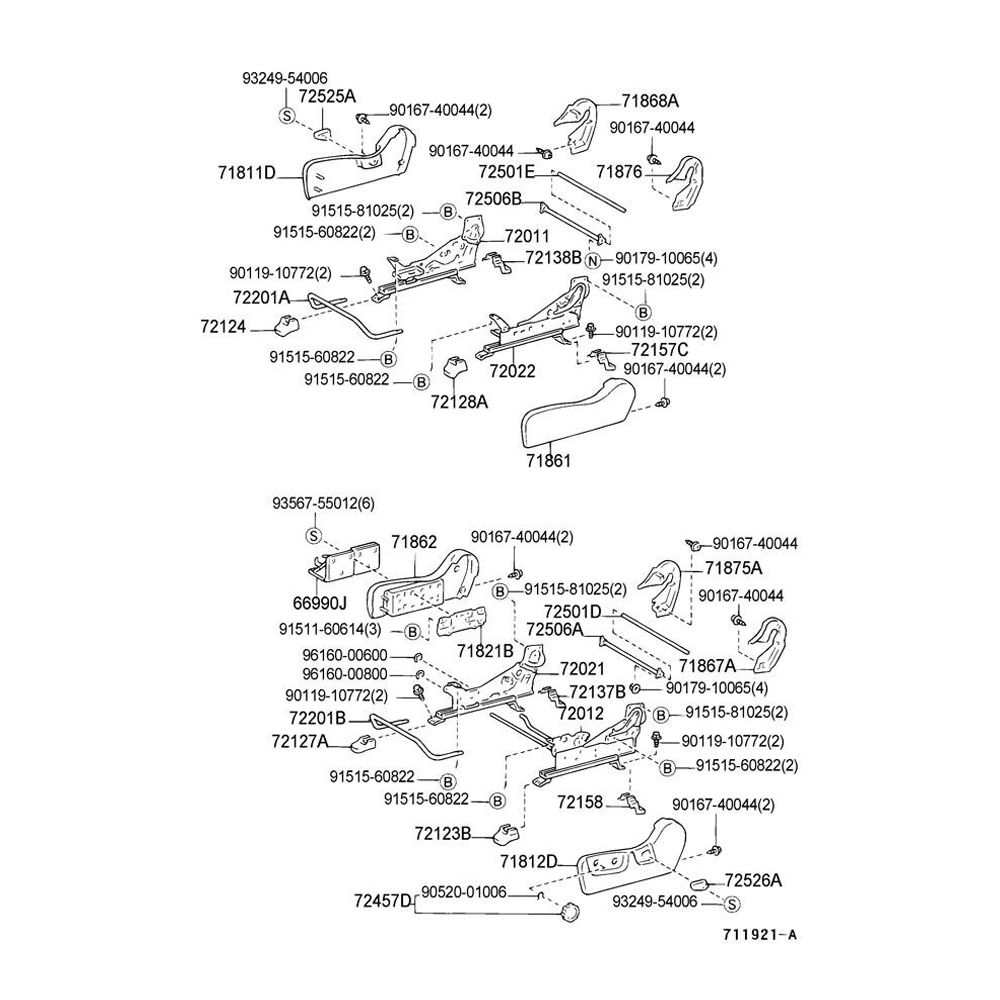 93249-54006
72525A
S
90167-40044(2)
71868A
90167-40044
90167-40044
71811D
72501E
71876
72506B
91515-81025(2)
B
91515-60822(2)
B
72011
72138B
N
90179-10065(4)
90119-10772(2)
91515-81025(2)
72201A
B
72124
90119-10772(2)
91515-60822
B
72157C
91515-60822
B
72022
90167-40044(2)
72128A
71861
93567-55012(6)
S
71862
90167-40044(2)
90167-40044
71875A
91515-81025(2)
B
66990J
90167-40044
72501D
91511-60614(3)
B
72506A
71821B
96160-00600
71867A
96160-00800
72021
90119-10772(2)
72137B
90179-10065(4)
72201B
72012
B
91515-81025(2)
72127A
90119-10772(2)
91515-60822
B
B
91515-60822(2)
91515-60822
B
72158
90167-40044(2)
72123B
71812D
72526A
72457D
90520-01006
93249-54006
S
711921-A